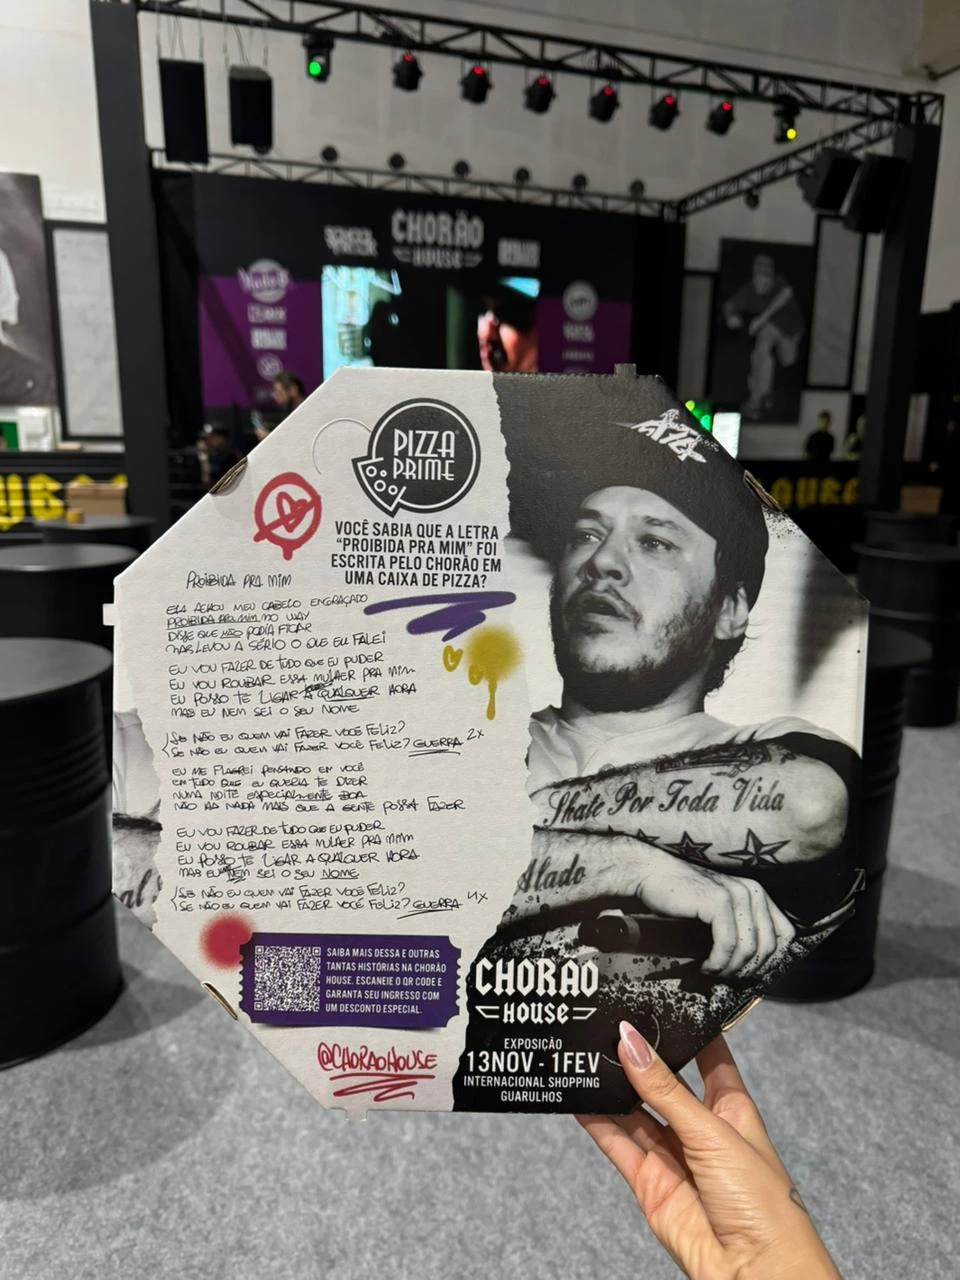 CHORÃO
HOUSE
PIZZA
PRIME
VOCÊ SABIA QUE A LETRA
“PROIBIDA PRA MIM” FOI
ESCRITA PELO CHORÃO EM
UMA CAIXA DE PIZZA?
PROIBIDA PRA MIM
ELA ACHOU MEU CABELO ENGRAÇADO
PROIBIDA PRA MIM NO WAY
DISSE QUE NÃO PODIA FICAR
MAS LEVOU A SÉRIO O QUE EU FALEI
EU VOU FAZER DE TUDO QUE EU PUDER
EU VOU ROUBAR ESSA MULHER PRA MIM
EU POSSO TE LIGAR A QUALQUER HORA
MAS EU NEM SEI O SEU NOME
SE NÃO EU QUEM VAI FAZER VOCÊ FELIZ?
SE NÃO EU QUEM VAI FAZER VOCÊ FELIZ? GUERRA 2X
EU ME FLAGREI PENSANDO EM VOCÊ
EM TUDO QUE EU QUERIA TE DIZER
NUMA NOITE ESPECIALMENTE BOA
NÃO HÁ NADA MAIS QUE A GENTE POSSA FAZER
EU VOU FAZER DE TUDO QUE EU PUDER
EU VOU ROUBAR ESSA MULHER PRA MIM
EU POSSO TE LIGAR A QUALQUER HORA
MAS EU NEM SEI O SEU NOME
SE NÃO EU QUEM VAI FAZER VOCÊ FELIZ?
SE NÃO EU QUEM VAI FAZER VOCÊ FELIZ? GUERRA 4X
Skate Por Toda Vida
Alado
SAIBA MAIS DESSA E OUTRAS
TANTAS HISTÓRIAS NA CHORÃO
HOUSE. ESCANEIE O QR CODE E
GARANTA SEU INGRESSO COM
UM DESCONTO ESPECIAL.
@CHORAOHOUSE
CHORÃO
HOUSE
EXPOSIÇÃO
13NOV - 1FEV
INTERNACIONAL SHOPPING
GUARULHOS